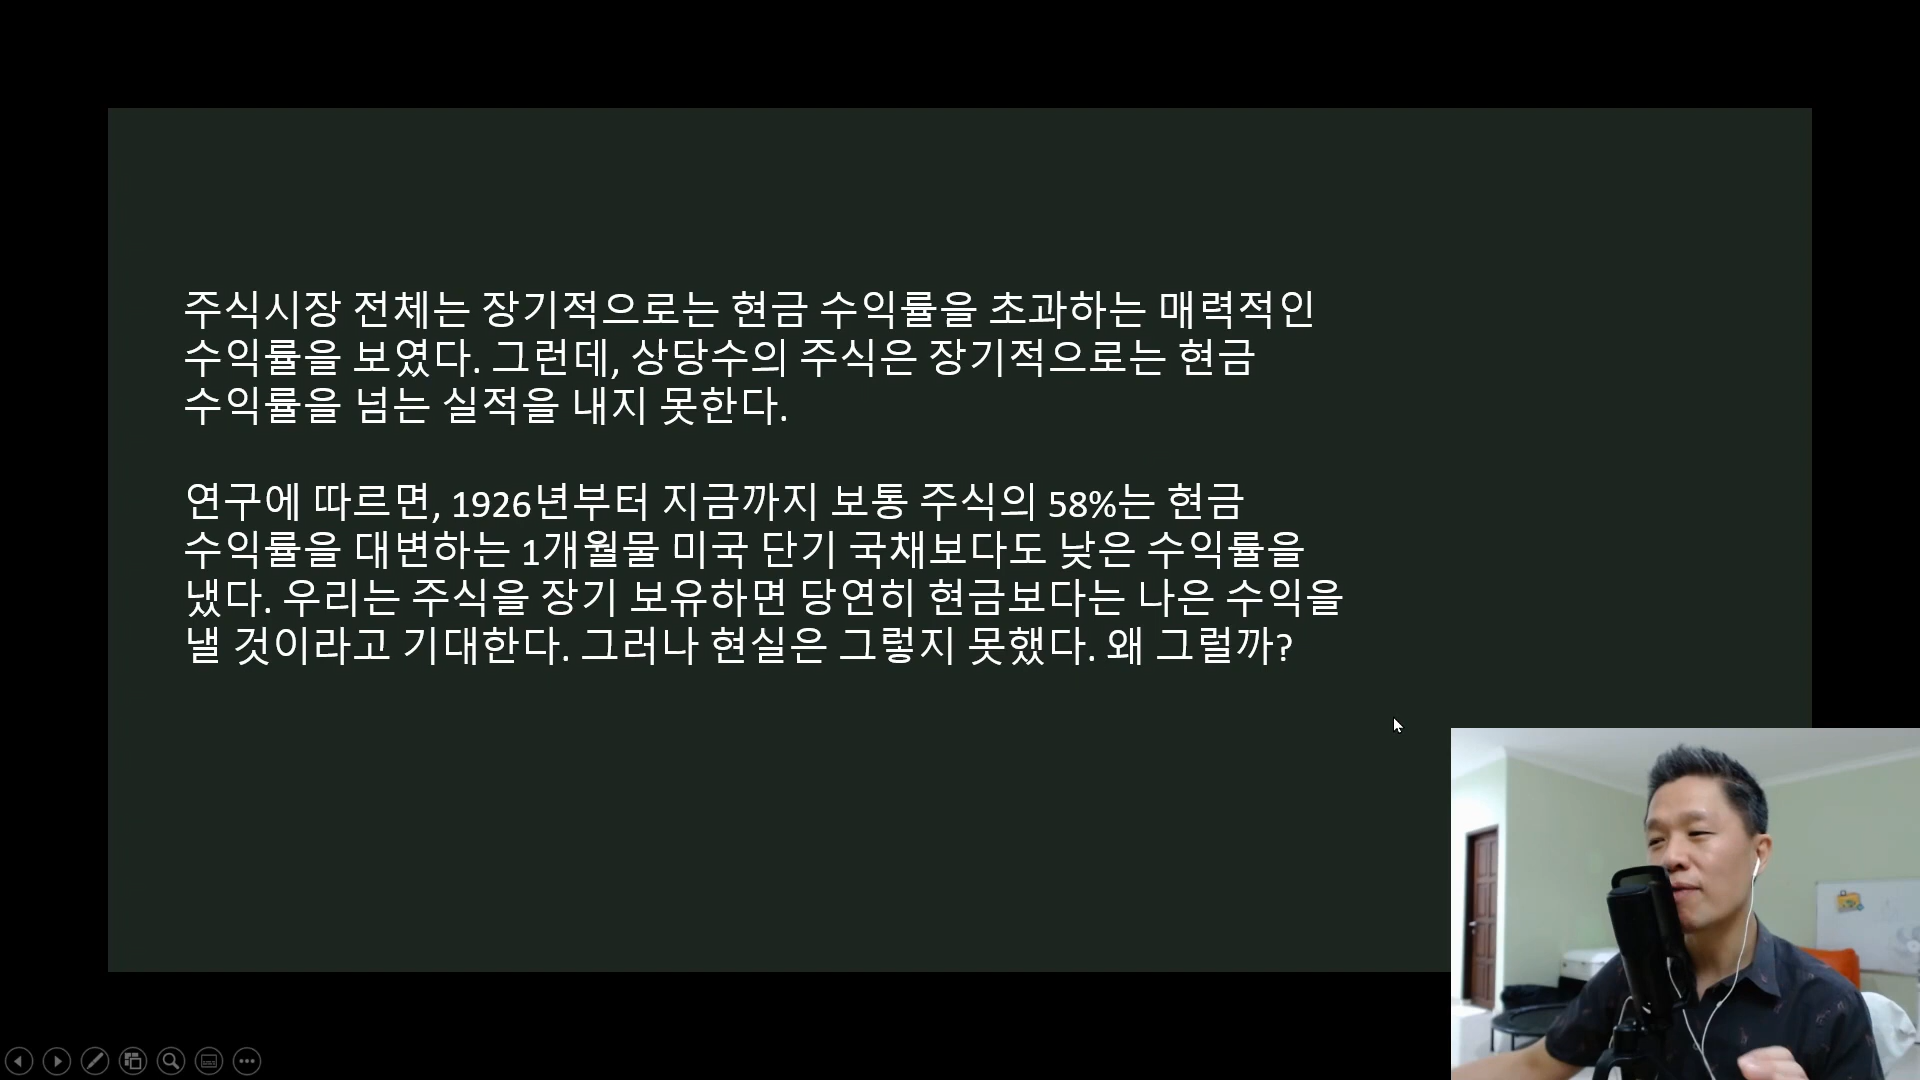 주식시장 전체는 장기적으로는 현금 수익률을 초과하는 매력적인
수익률을 보였다. 그런데, 상당수의 주식은 장기적으로는 현금
수익률을 넘는 실적을 내지 못한다.
연구에 따르면, 1926년부터 지금까지 보통 주식의 58%는 현금
수익률을 대변하는 1개월물 미국 단기 국채보다도 낮은 수익률을
냈다. 우리는 주식을 장기 보유하면 당연히 현금보다는 나은 수익을
낼 것이라고 기대한다. 그러나 현실은 그렇지 못했다. 왜 그럴까?